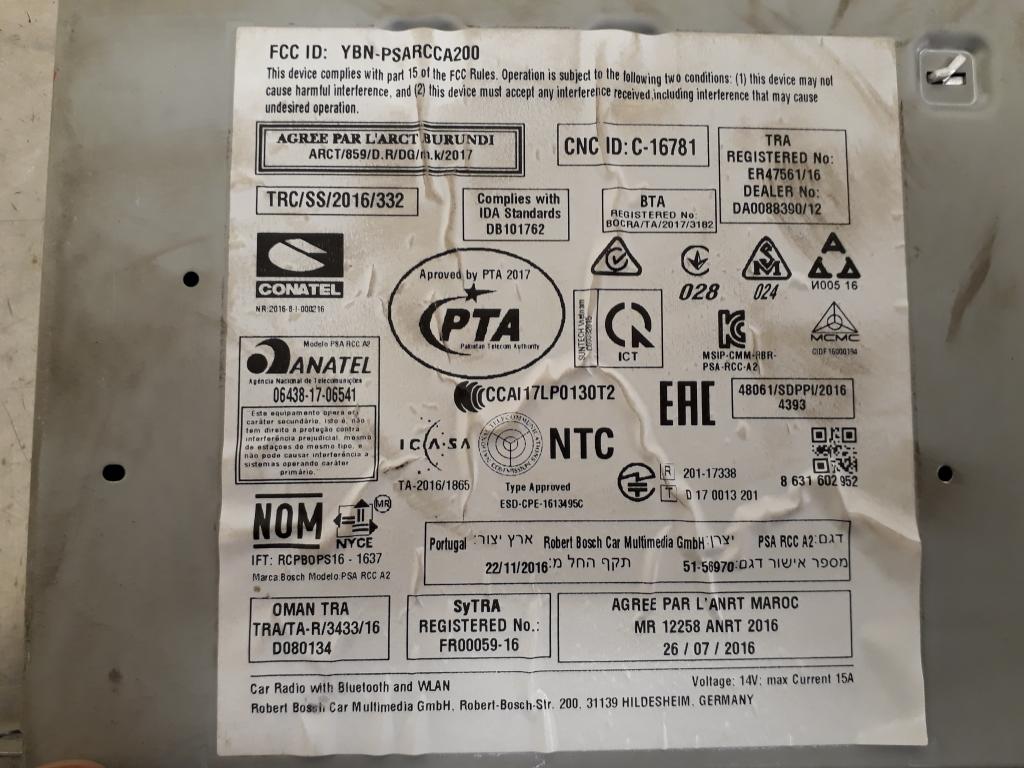 FCC ID: YBN-PSARCCA200
This device complies with part 15 of the FCC Rules. Operation is subject to the following two conditions: (1) this device may not
cause harmful interference, and (2) this device must accept any interference received,including interference that may cause
undesired operation.
AGREE PAR L'ARCT BURUNDI
ARCT/859/D.R/DG/m.k/2017
CNC ID: C-16781
TRA
REGISTERED No:
ER47561/16
DEALER No:
DA0088390/12
TRC/SS/2016/332
Complies with
IDA Standards
DB101762
BTA
REGISTERED No:
BOCRA/TA/2017/3182
CONATEL
NR:2016-8-I-000216
Aproved by PTA 2017
PTA
Pakistan Telecom Authority
028
024
И005 16
SUNTECH Vietnam
ICT
MSIP-CMM-RBR-
PSA-RCC-A2
MCMC
CIDF16000194
Modelo PSA RCC A2
ANATEL
Agência Nacional de Telecomunicações
06438-17-06541
Este equipamento opera em
caráter secundário, isto é, não
tem direito a proteção contra
interferência prejudicial, mesmo
de estações do mesmo tipo, e
não pode causar interferência a
sistemas operando caráter
primário.
CCAI17LP0130T2
EAC
48061/SDPPI/2016
4393
ICASA
TA-2016/1865
NTC
Type Approved
ESD-CPE-1613495C
R 201-17338
T D 17 0013 201
8 631 602 952
NOM
MR
NYCE
IFT: RCPBOPS16 - 1637
Marca:Bosch Modelo:PSA RCC A2
דגם: PSA RCC A2 יצרן: Robert Bosch Car Multimedia GmbH ארץ יצור: Portugal
מספר אישור דגם: 51-56970 תקף החל מ: 22/11/2016
OMAN TRA
TRA/TA-R/3433/16
D080134
SyTRA
REGISTERED No.:
FR00059-16
AGREE PAR L'ANRT MAROC
MR 12258 ANRT 2016
26 / 07 / 2016
Car Radio with Bluetooth and WLAN
Voltage: 14V: max Current 15A
Robert Bosch Car Multimedia GmbH, Robert-Bosch-Str. 200, 31139 HILDESHEIM, GERMANY